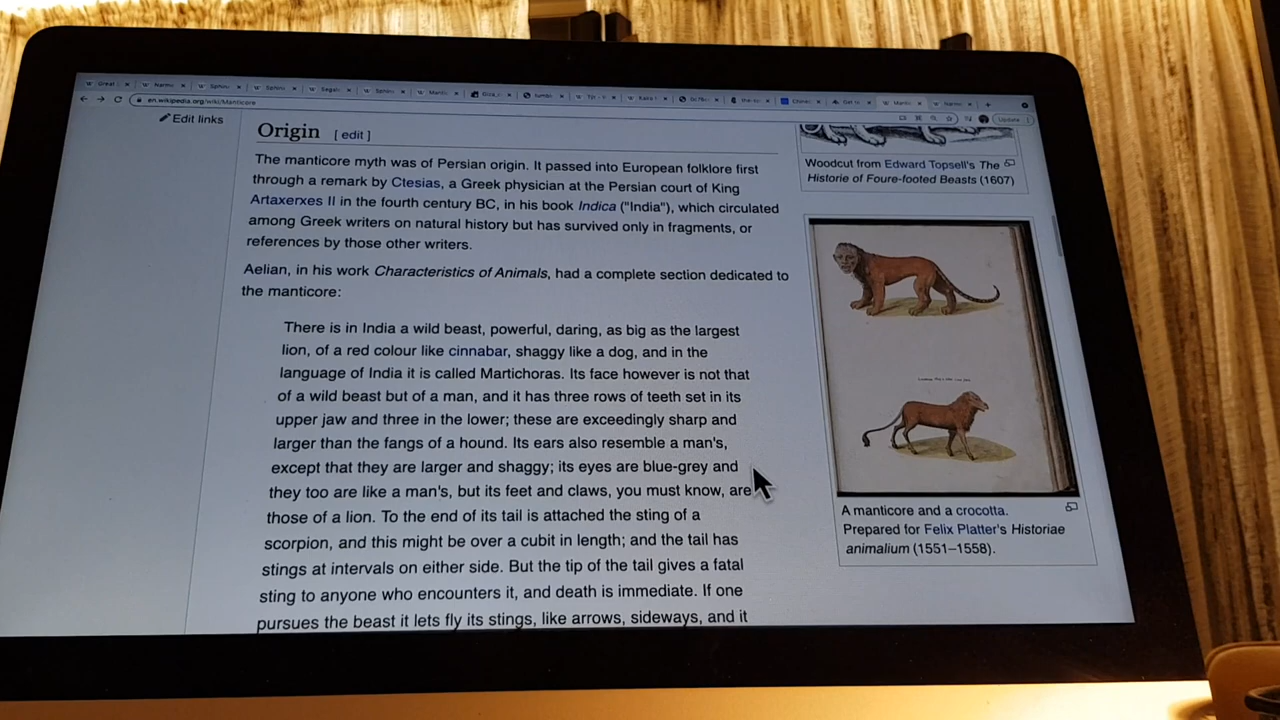 en.wikipedia.org/wiki/Manticore
Update
Edit links
Origin [ edit ]
The manticore myth was of Persian origin. It passed into European folklore first
through a remark by Ctesias, a Greek physician at the Persian court of King
Artaxerxes II in the fourth century BC, in his book Indica ("India"), which circulated
among Greek writers on natural history but has survived only in fragments, or
references by those other writers.
Aelian, in his work Characteristics of Animals, had a complete section dedicated to
the manticore:
There is in India a wild beast, powerful, daring, as big as the largest
lion, of a red colour like cinnabar, shaggy like a dog, and in the
language of India it is called Martichoras. Its face however is not that
of a wild beast but of a man, and it has three rows of teeth set in its
upper jaw and three in the lower; these are exceedingly sharp and
larger than the fangs of a hound. Its ears also resemble a man's,
except that they are larger and shaggy; its eyes are blue-grey and
they too are like a man's, but its feet and claws, you must know, are
those of a lion. To the end of its tail is attached the sting of a
scorpion, and this might be over a cubit in length; and the tail has
stings at intervals on either side. But the tip of the tail gives a fatal
sting to anyone who encounters it, and death is immediate. If one
pursues the beast it lets fly its stings, like arrows, sideways, and it
Woodcut from Edward Topsell's The
Historie of Foure-footed Beasts (1607)
A manticore and a crocotta.
Prepared for Felix Platter's Historiae
animalium (1551–1558).